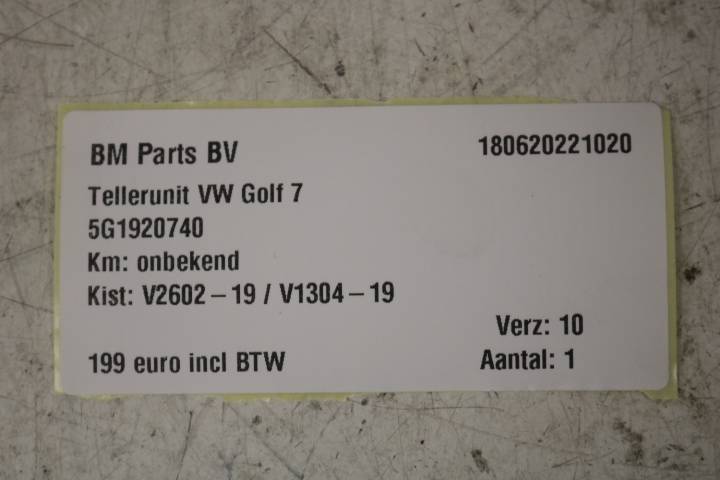 BM Parts BV 180620221020
Tellerunit VW Golf 7
5G1920740
Km: onbekend
Kist: V2602-19 / V1304-19
Verz: 10
199 euro incl BTW Aantal: 1